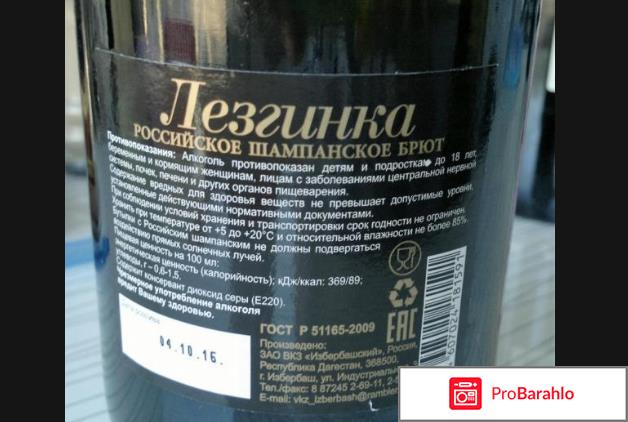 Лезгинка
РОССИЙСКОЕ ШАМПАНСКОЕ БРЮТ
Противопоказания: Алкоголь противопоказан детям и подросткам до 18 лет,
беременным и кормящим женщинам, лицам с заболеваниями центральной нервной
системы, почек, печени и других органов пищеварения.
Содержание вредных для здоровья веществ не превышает допустимые уровни,
установленные действующими нормативными документами.
При соблюдении условий хранения и транспортировки срок годности не ограничен.
Хранить при температуре от +5 до +20°С и относительной влажности не более 85%.
Бутылки с Российским шампанским не должны подвергаться
воздействию прямых солнечных лучей.
ценность на 100 мл:
энергетическая ценность (калорийность); кДж/ккал: 369/89;
углеводы, г – 0,6-1,5.
Содержит консервант диоксид серы (Е220).
Чрезмерное употребление алкоголя
вредит Вашему здоровью.
04.10.16.
ГОСТ Р 51165-2009
EAC
Произведено:
ЗАО ВКЗ «Избербашский», Россия,
Республика Дагестан, 368500,
г. Избербаш, ул. Индустриальная
Тел./факс: 8 87245 2-69-11,
E-mail: vkz_izberbash@rambler
ProBarahlo